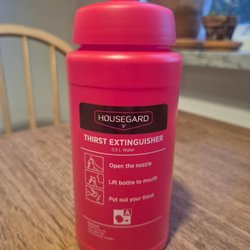 HOUSEGARD
THIRST EXTINGUISHER
0.5 L Water
Open the nozzle
Lift bottle to mouth
Put out your thirst
A